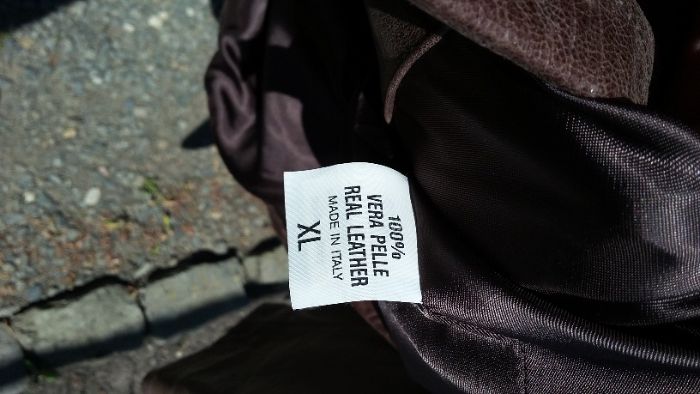 100%
VERA PELLE
REAL LEATHER
MADE IN ITALY
XL